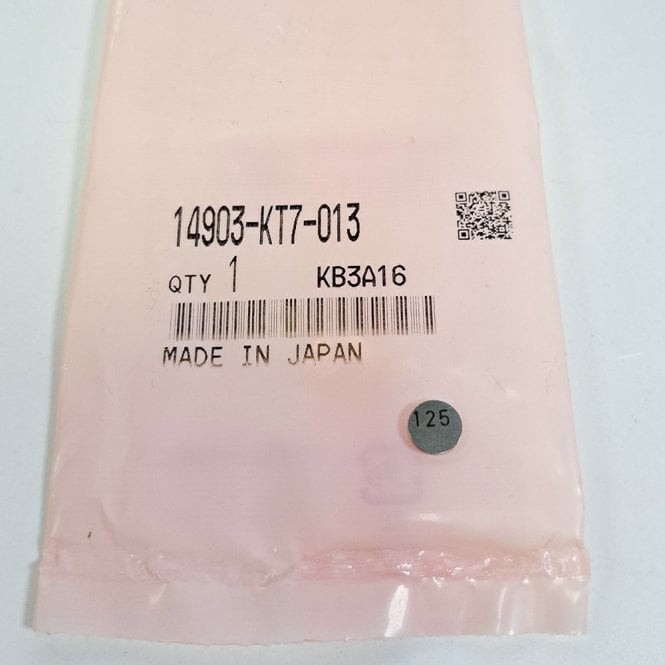 14903-KT7-013
QTY 1 KB3A16
MADE IN JAPAN
125